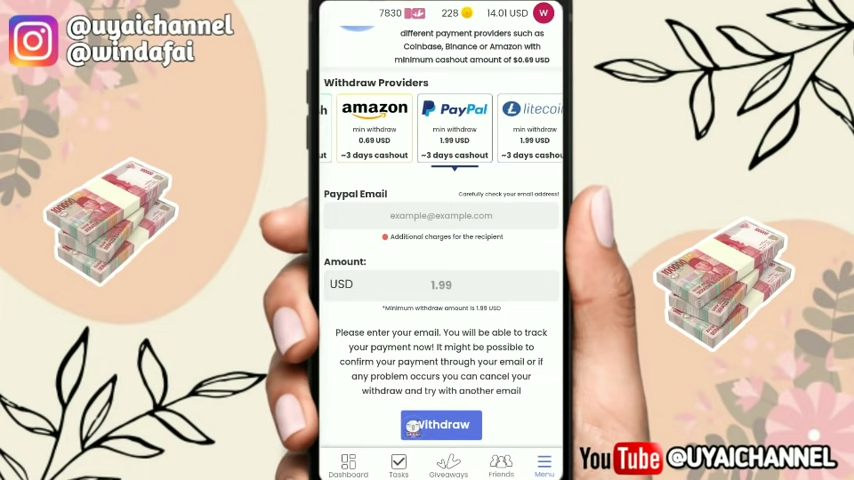 @uyaichannel
@windafai
7830 228 14.01 USD W
different payment providers such as
Coinbase, Binance or Amazon with
minimum cashout amount of $0.69 USD
Withdraw Providers
h amazon PayPal litecoin
min withdraw min withdraw min withdraw
0.69 USD 1.99 USD 1.99 USD
ut ~3 days cashout ~3 days cashout ~3 days cashou
Paypal Email Carefully check your email address!
example@example.com
Additional charges for the recipient
Amount:
USD 1.99
*Minimum withdraw amount is 1.99 USD
Please enter your email. You will be able to track
your payment now! It might be possible to
confirm your payment through your email or if
any problem occurs you can cancel your
withdraw and try with another email
Withdraw
Dashboard Tasks Giveaways Friends Menu
YouTube @UYAICHANNEL